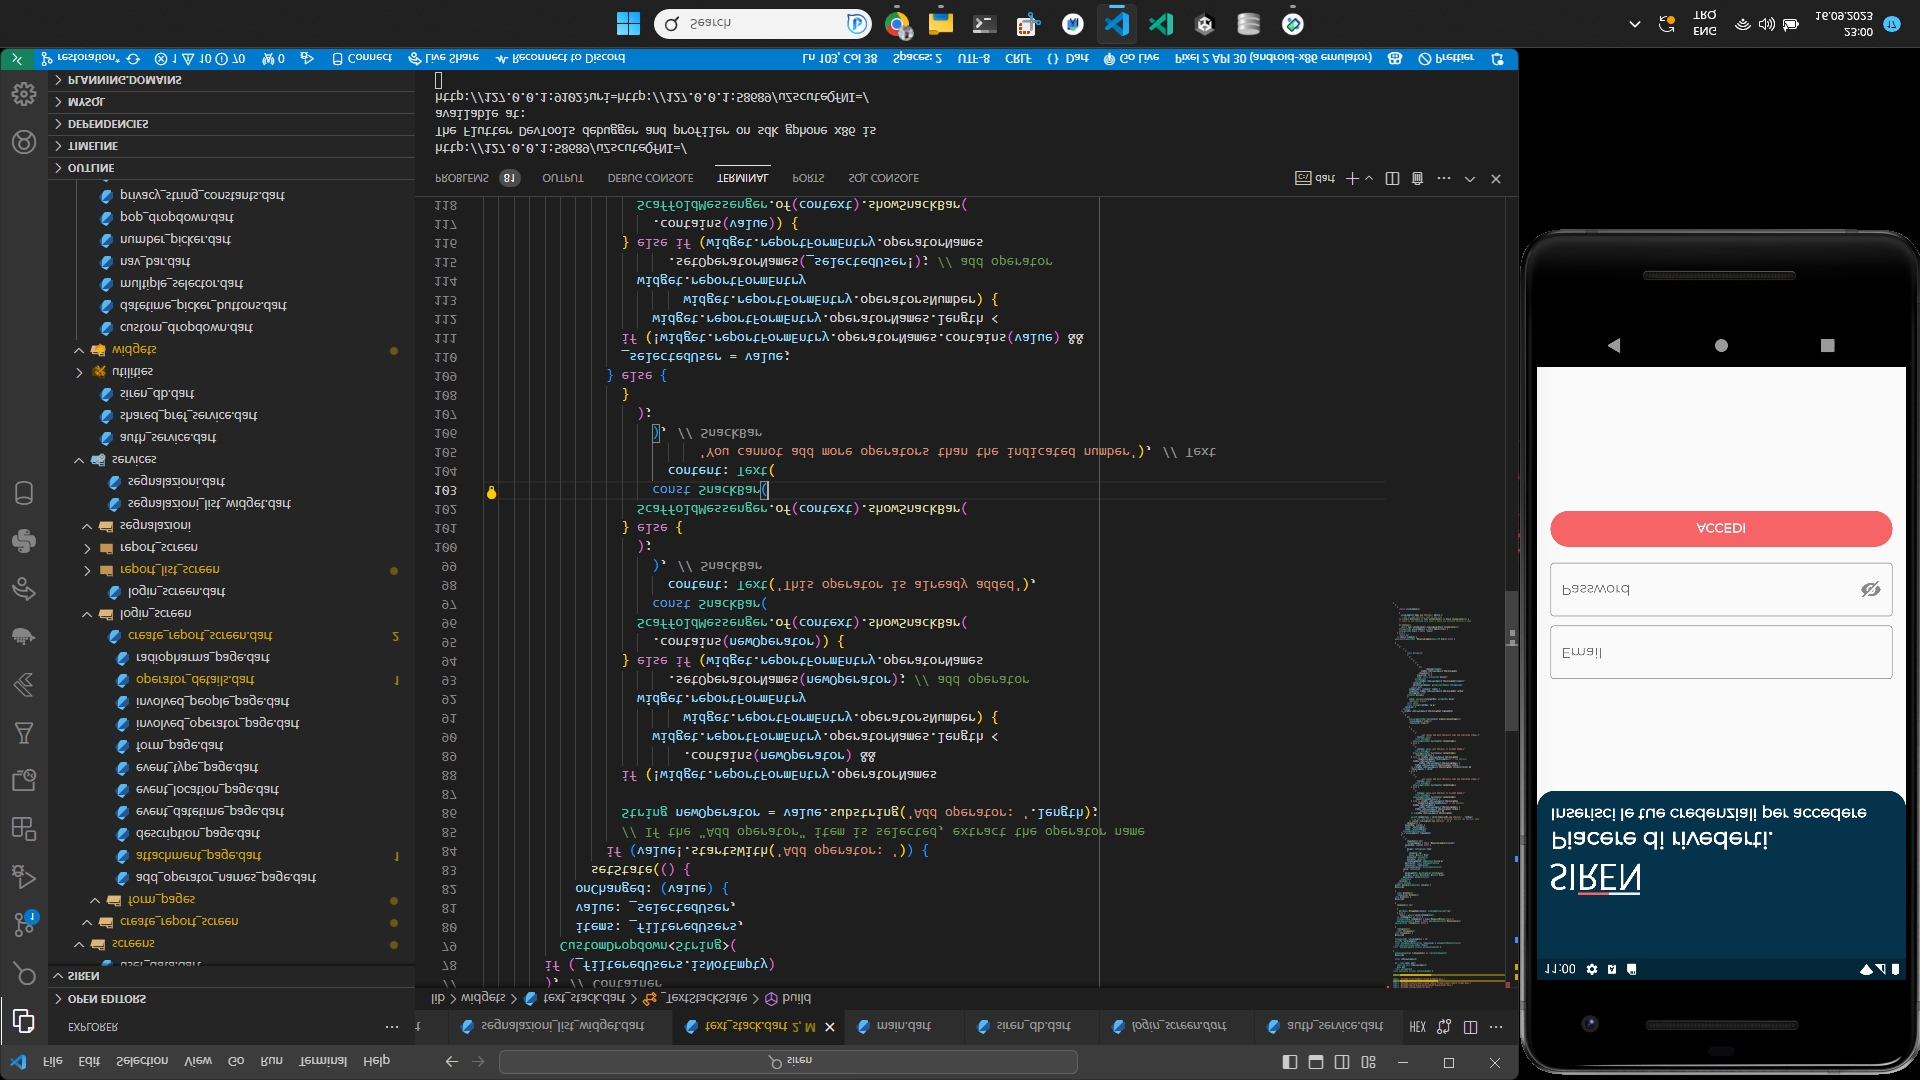 File Edit Selection View Go Run Terminal Help
siren
EXPLORER
t segnalazioni_list_widget.dart text_stack.dart 2, M main.dart siren_db.dart login_screen.dart auth_service.dart HEX
lib > widgets > text_stack.dart > _TextStackState > build
OPEN EDITORS
SIREN
user_data.dart
screens
create_report_screen
form_pages
add_operator_names_page.dart
attachment_page.dart 1
description_page.dart
event_datetime_page.dart
event_location_page.dart
event_type_page.dart
form_page.dart
involved_operator_page.dart
involved_people_page.dart
operator_details.dart 1
radiopharma_page.dart
create_report_screen.dart 2
login_screen
login_screen.dart
report_list_screen
report_screen
segnalazioni
segnalazioni_list_widget.dart
segnalazioni.dart
services
auth_service.dart
shared_pref_service.dart
siren_db.dart
utilities
widgets
custom_dropdown.dart
datetime_picker_buttons.dart
multiple_selector.dart
nav_bar.dart
number_picker.dart
pop_dropdown.dart
privacy_string_constants.dart
OUTLINE
TIMELINE
DEPENDENCIES
MYSQL
PLANNING.DOMAINS
1
77 ), // Container
78 if (_filteredUsers.isNotEmpty)
79 CustomDropdown<String>(
80 items: _filteredUsers,
81 value: _selectedUser,
82 onChanged: (value) {
83 setState(() {
84 if (value!.startsWith('Add operator: ')) {
85 // If the "Add operator" item is selected, extract the operator name
86 String newOperator = value.substring('Add operator: '.length);
87
88 if (!widget.reportFormEntry.operatorNames
89 .contains(newOperator) &&
90 widget.reportFormEntry.operatorNames.length <
91 widget.reportFormEntry.operatorsNumber) {
92 widget.reportFormEntry
93 .setOperatorNames(newOperator); // add operator
94 } else if (widget.reportFormEntry.operatorNames
95 .contains(newOperator)) {
96 ScaffoldMessenger.of(context).showSnackBar(
97 const SnackBar(
98 content: Text('This operator is already added'),
99 ), // SnackBar
100 );
101 } else {
102 ScaffoldMessenger.of(context).showSnackBar(
103 const SnackBar(
104 content: Text(
105 'You cannot add more operators than the indicated number'), // Text
106 ), // SnackBar
107 );
108 }
109 } else {
110 _selectedUser = value;
111 if (!widget.reportFormEntry.operatorNames.contains(value) &&
112 widget.reportFormEntry.operatorNames.length <
113 widget.reportFormEntry.operatorsNumber) {
114 widget.reportFormEntry
115 .setOperatorNames(_selectedUser!); // add operator
116 } else if (widget.reportFormEntry.operatorNames
117 .contains(value)) {
118 ScaffoldMessenger.of(context).showSnackBar(
PROBLEMS 81 OUTPUT DEBUG CONSOLE TERMINAL PORTS SQL CONSOLE dart
http://127.0.0.1:58689/uZscuteQfNI=/
The Flutter DevTools debugger and profiler on sdk gphone x86 is
available at:
http://127.0.0.1:9102?uri=http://127.0.0.1:58689/uZscuteQfNI=/
restoration* 1 10 70 0 Connect Live Share Reconnect to Discord
Ln 103, Col 38 Spaces: 2 UTF-8 CRLF {} Dart Go Live Pixel 2 API 30 (android-x86 emulator) Prettier
11:00
SIREN
Piacere di rivederti.
Inserisci le tue credenziali per accedere
Email
Password
ACCEDI
Search
TRQ
ENG
23:00
16.09.2023
17